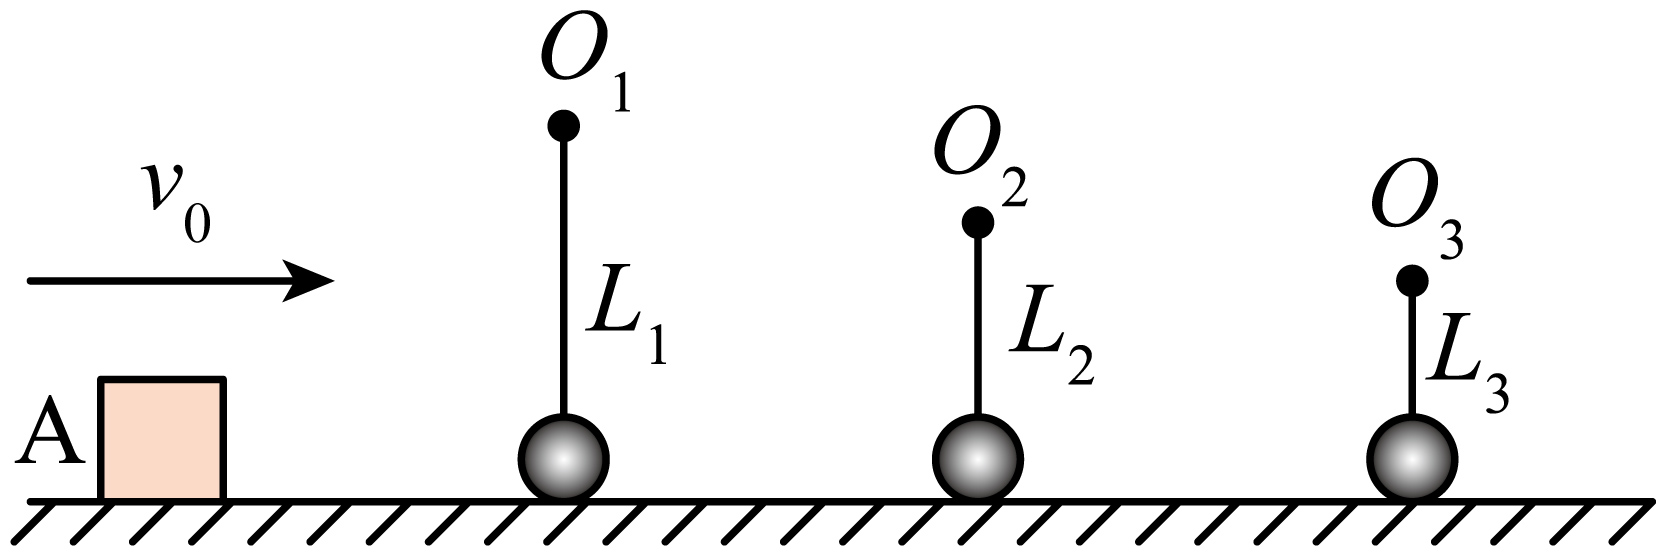 O₁
O₂
v₀
O₃
L₁
L₂
L₃
A